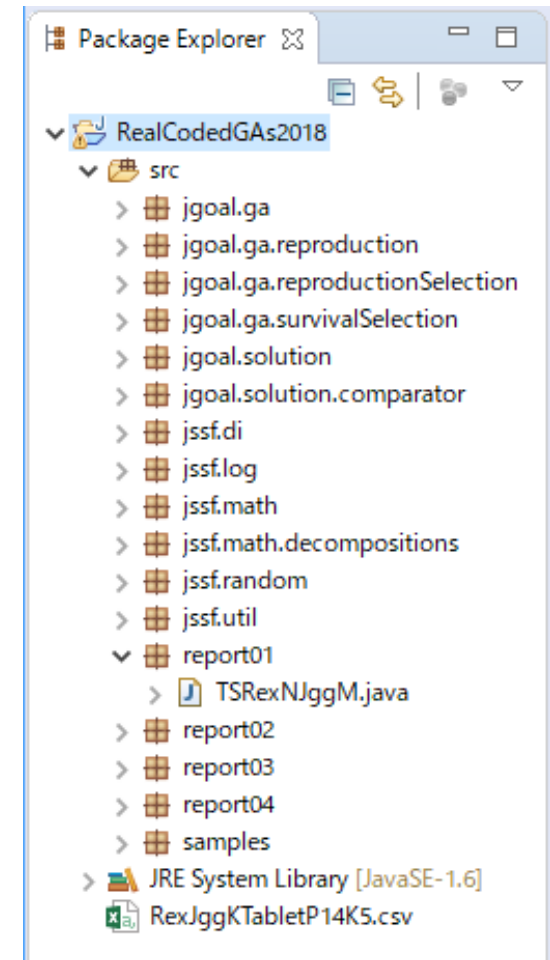 Package Explorer
RealCodedGAs2018
src
jgoal.ga
jgoal.ga.reproduction
jgoal.ga.reproductionSelection
jgoal.ga.survivalSelection
jgoal.solution
jgoal.solution.comparator
jssf.di
jssf.log
jssf.math
jssf.math.decompositions
jssf.random
jssf.util
report01
TSRexNJggM.java
report02
report03
report04
samples
JRE System Library [JavaSE-1.6]
RexJggKTabletP14K5.csv